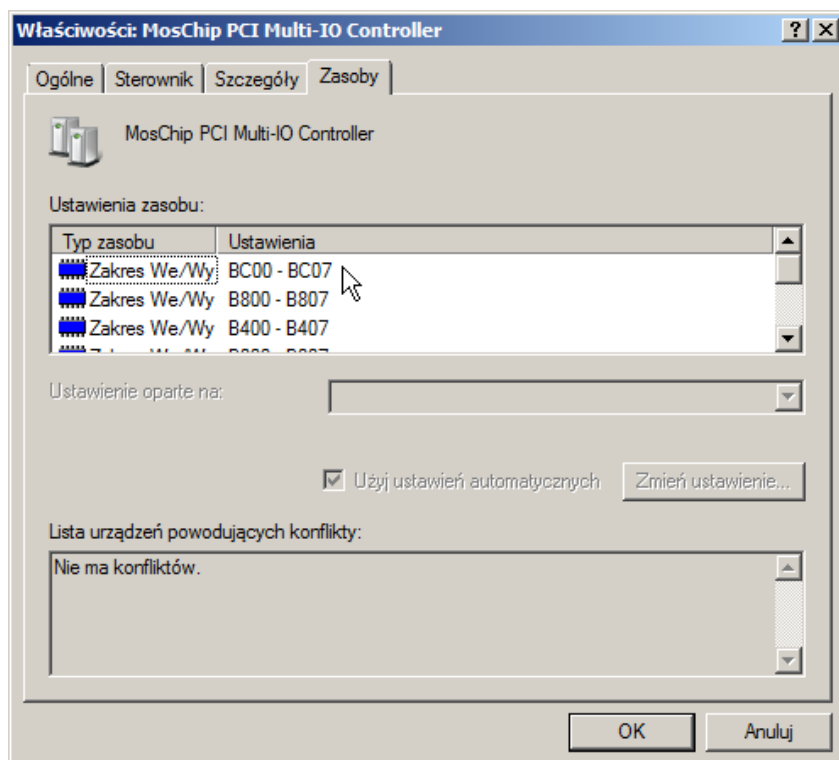 Właściwości: MosChip PCI Multi-IO Controller
Ogólne Sterownik Szczegóły Zasoby
MosChip PCI Multi-IO Controller
Ustawienia zasobu:
Typ zasobu Ustawienia
Zakres We/Wy BC00 - BC07
Zakres We/Wy B800 - B807
Zakres We/Wy B400 - B407
Ustawienie oparte na:
Użyj ustawień automatycznych Zmień ustawienie...
Lista urządzeń powodujących konflikty:
Nie ma konfliktów.
OK Anuluj